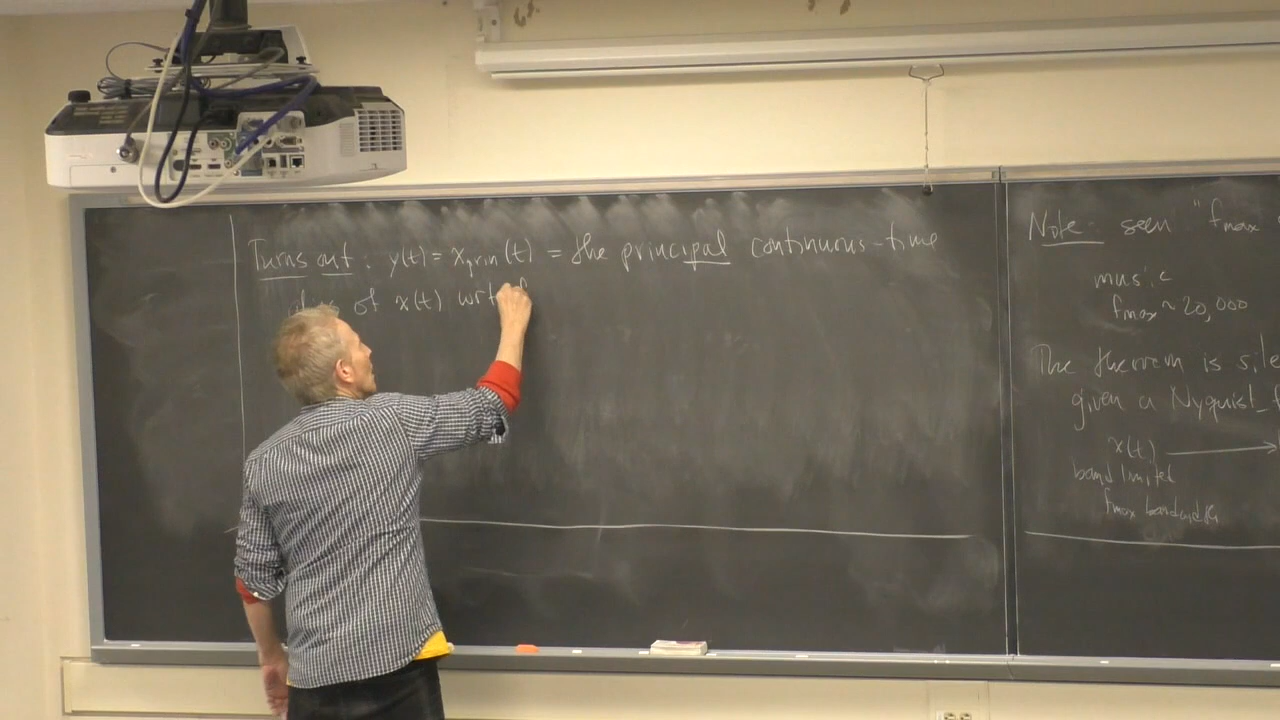 Turns out: y(t) = xprin(t) = the principal continuous-time
of x(t) wrt
Note: seen "fmax
music
fmax ~ 20,000
The theorem is sile
given a Nyquist
x(t) →
band limited
fmax bandwidth